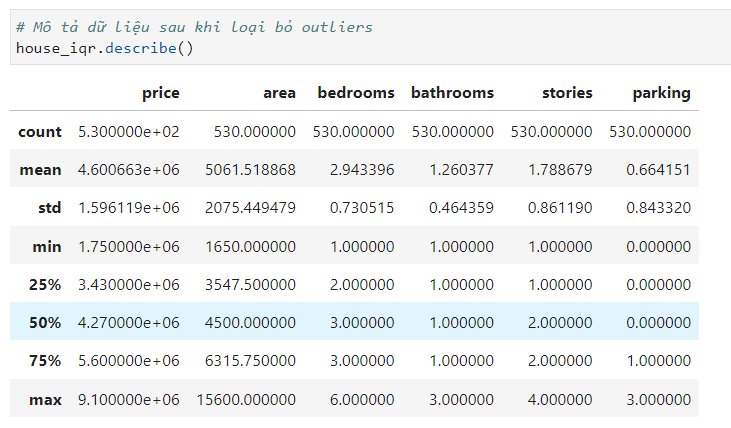 # Mô tả dữ liệu sau khi loại bỏ outliers
house_iqr.describe()
price area bedrooms bathrooms stories parking
count 5.300000e+02 530.000000 530.000000 530.000000 530.000000 530.000000
mean 4.600663e+06 5061.518868 2.943396 1.260377 1.788679 0.664151
std 1.596119e+06 2075.449479 0.730515 0.464359 0.861190 0.843320
min 1.750000e+06 1650.000000 1.000000 1.000000 1.000000 0.000000
25% 3.430000e+06 3547.500000 2.000000 1.000000 1.000000 0.000000
50% 4.270000e+06 4500.000000 3.000000 1.000000 2.000000 0.000000
75% 5.600000e+06 6315.750000 3.000000 1.000000 2.000000 1.000000
max 9.100000e+06 15600.000000 6.000000 3.000000 4.000000 3.000000